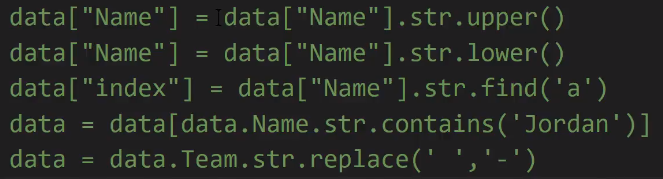 data["Name"] = data["Name"].str.upper()
data["Name"] = data["Name"].str.lower()
data["index"] = data["Name"].str.find('a')
data = data[data.Name.str.contains('Jordan')]
data = data.Team.str.replace(' ','-')